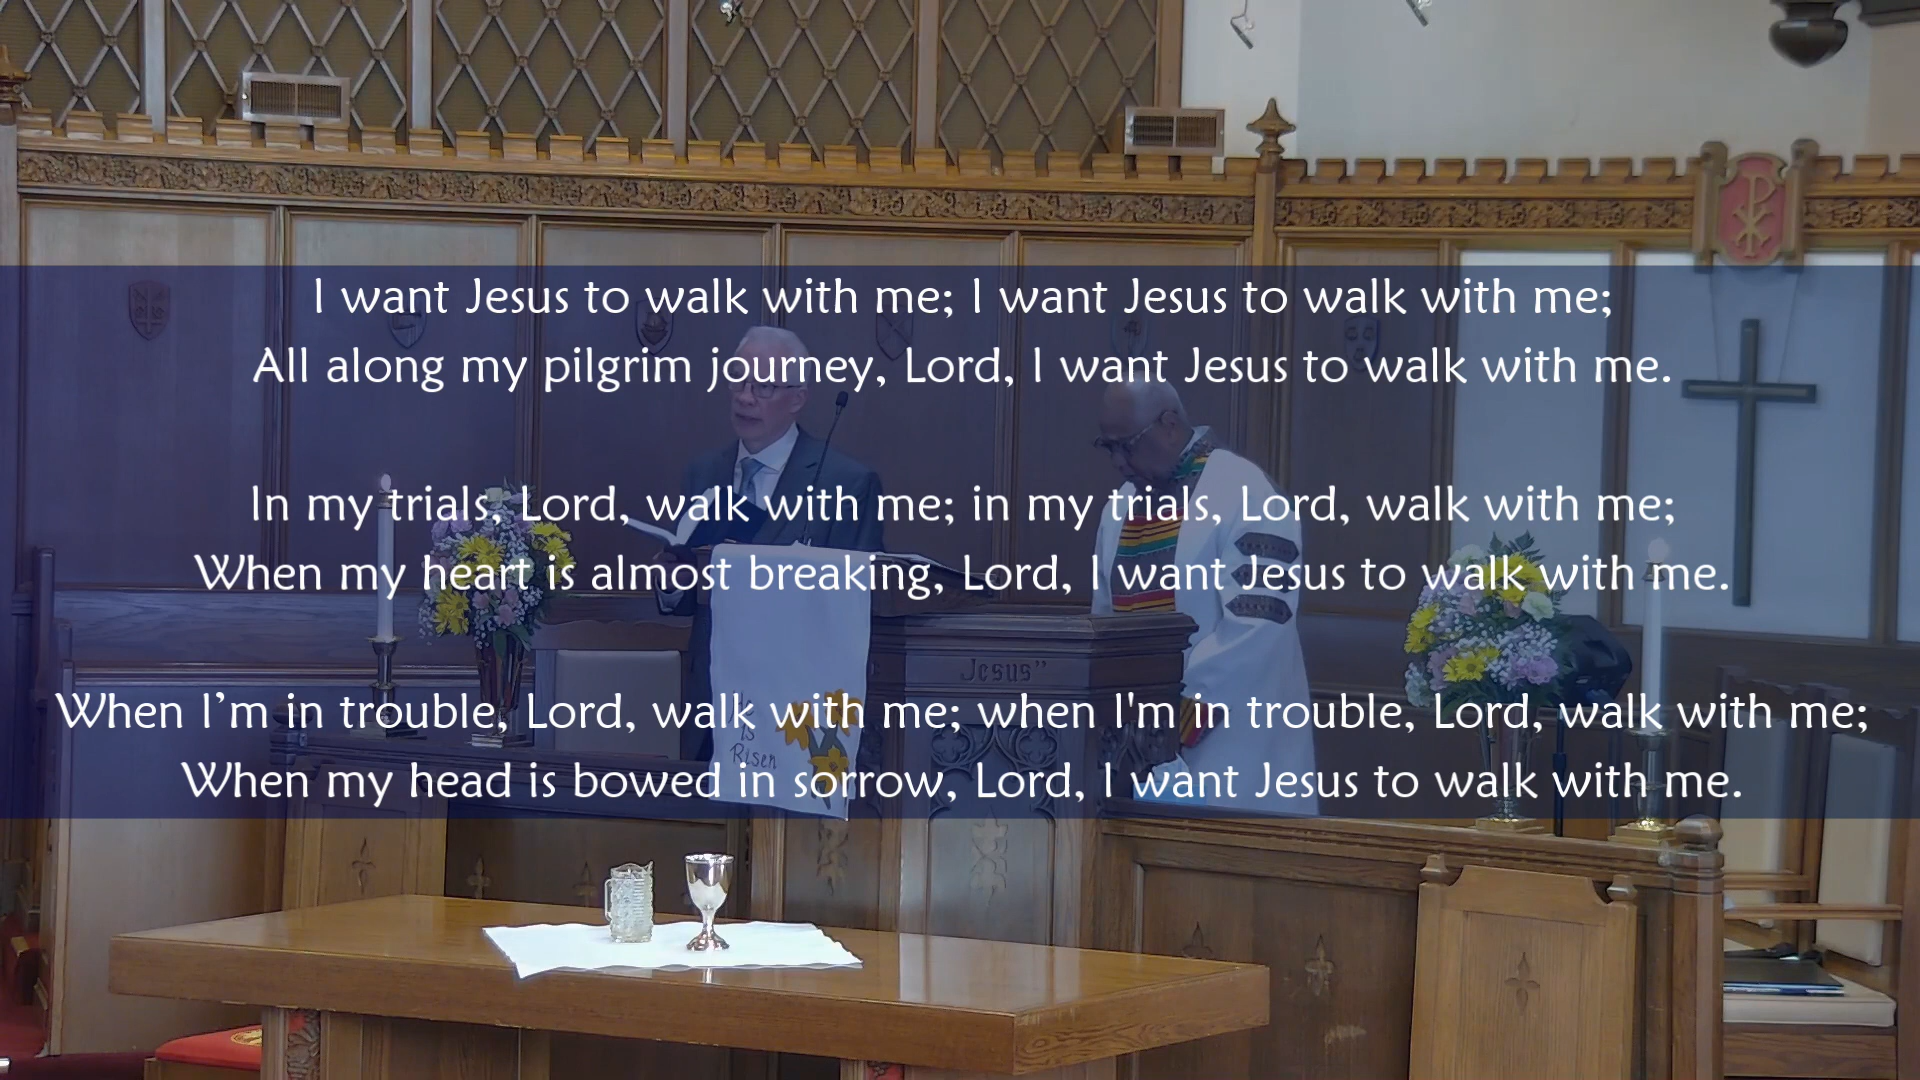 I want Jesus to walk with me; I want Jesus to walk with me;
All along my pilgrim journey, Lord, I want Jesus to walk with me.
In my trials, Lord, walk with me; in my trials, Lord, walk with me;
When my heart is almost breaking, Lord, I want Jesus to walk with me.
Jesus”
When I’m in trouble, Lord, walk with me; when I'm in trouble, Lord, walk with me;
is
Risen
When my head is bowed in sorrow, Lord, I want Jesus to walk with me.